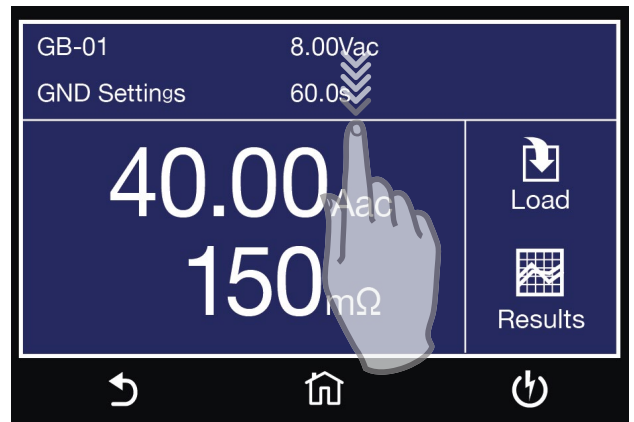 GB-01 8.00Vac
GND Settings 60.0s
40.00Aac
150mΩ
Load
Results